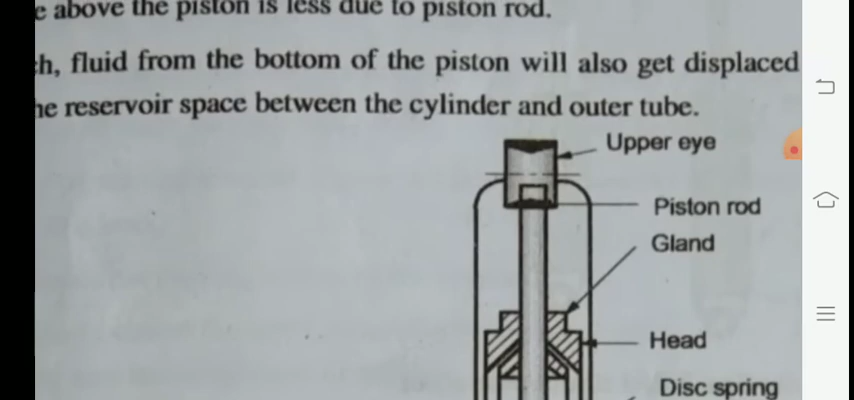 e above the piston is less due to piston rod.
h, fluid from the bottom of the piston will also get displaced
he reservoir space between the cylinder and outer tube.
Upper eye
Piston rod
Gland
Head
Disc spring